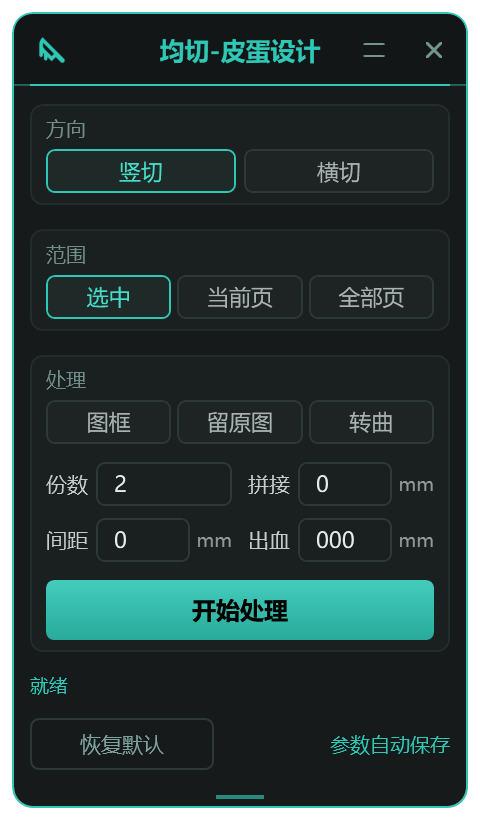 均切-皮蛋设计
方向
竖切 横切
范围
选中 当前页 全部页
处理
图框 留原图 转曲
份数 2 拼接 0 mm
间距 0 mm 出血 000 mm
开始处理
就绪
恢复默认 参数自动保存